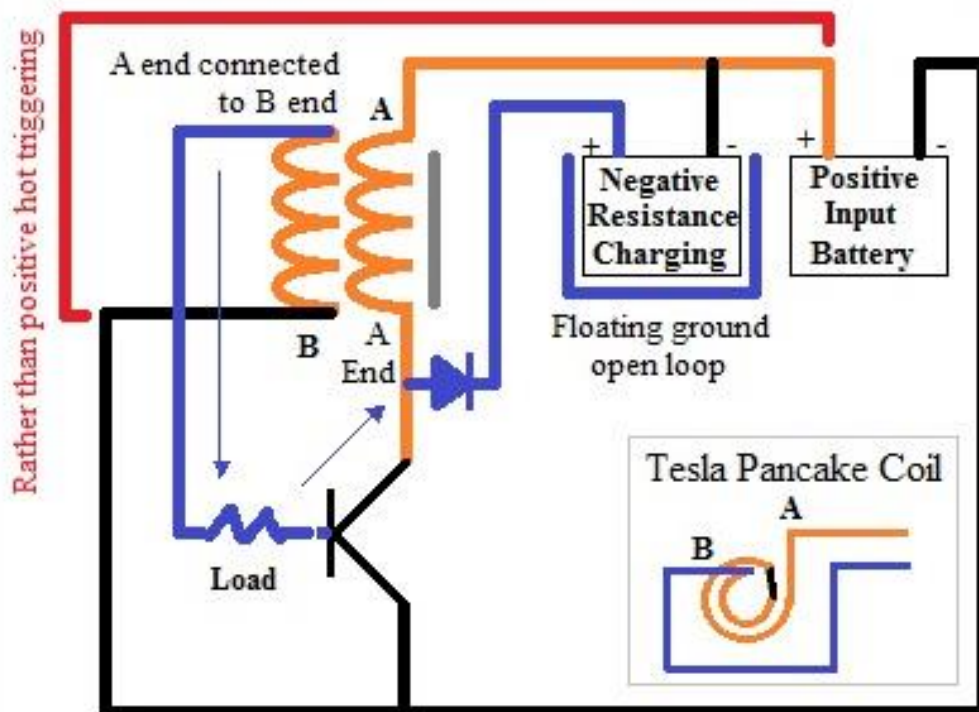 Rather than positive hot triggering
A end connected
to B end
A
B
A
End
+
-
Negative
Resistance
Charging
+
-
Positive
Input
Battery
Floating ground
open loop
Load
Tesla Pancake Coil
A
B